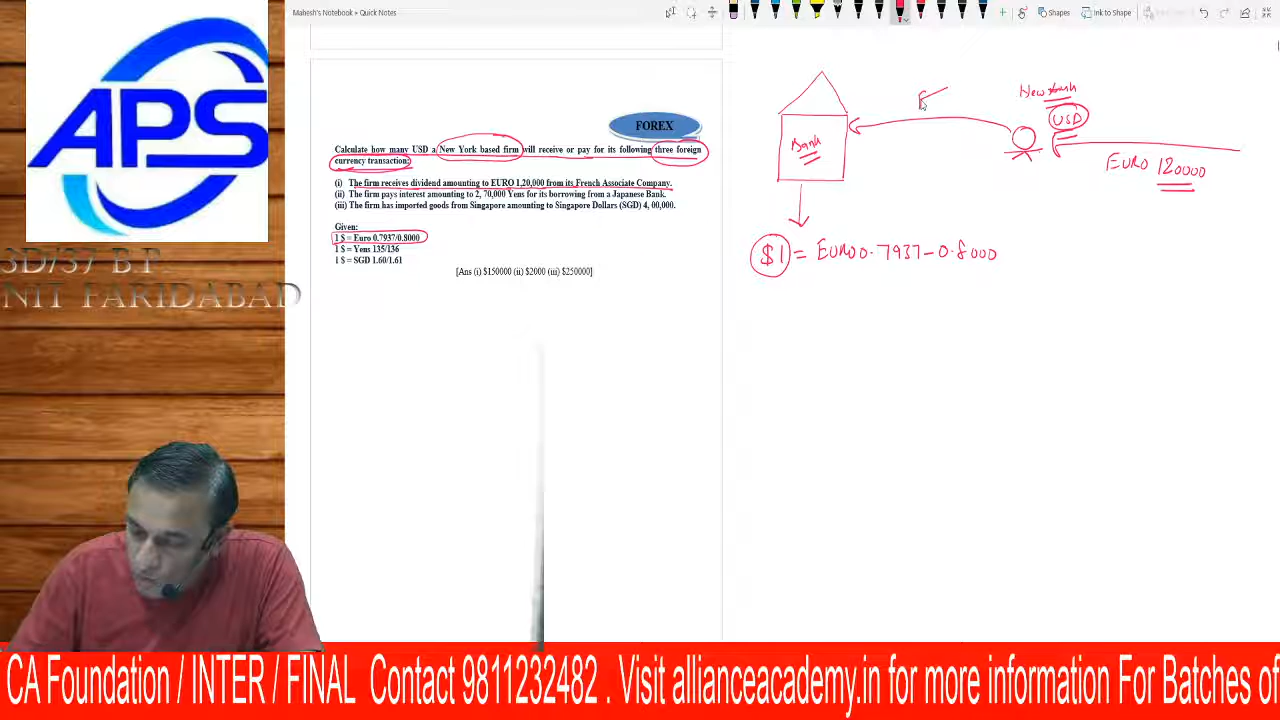 Mahesh's Notebook » Quick Notes
Shapes
Ink to Shape
APS
3D/37 B.P.
NIT FARIDABAD
FOREX
Calculate how many USD a New York based firm will receive or pay for its following three foreign
currency transaction:
(i) The firm receives dividend amounting to EURO 1,20,000 from its French Associate Company.
(ii) The firm pays interest amounting to 2, 70,000 Yens for its borrowing from a Japanese Bank.
(iii) The firm has imported goods from Singapore amounting to Singapore Dollars (SGD) 4, 00,000.
Given:
1 $ = Euro 0.7937/0.8000
1 $ = Yens 135/136
1 $ = SGD 1.60/1.61
[Ans (i) $150000 (ii) $2000 (iii) $250000]
USD
Bank
EURO 120000
$1 = EURO 0.7937 - 0.8000
CA Foundation / INTER / FINAL Contact 9811232482 . Visit allianceacademy.in for more information For Batches of